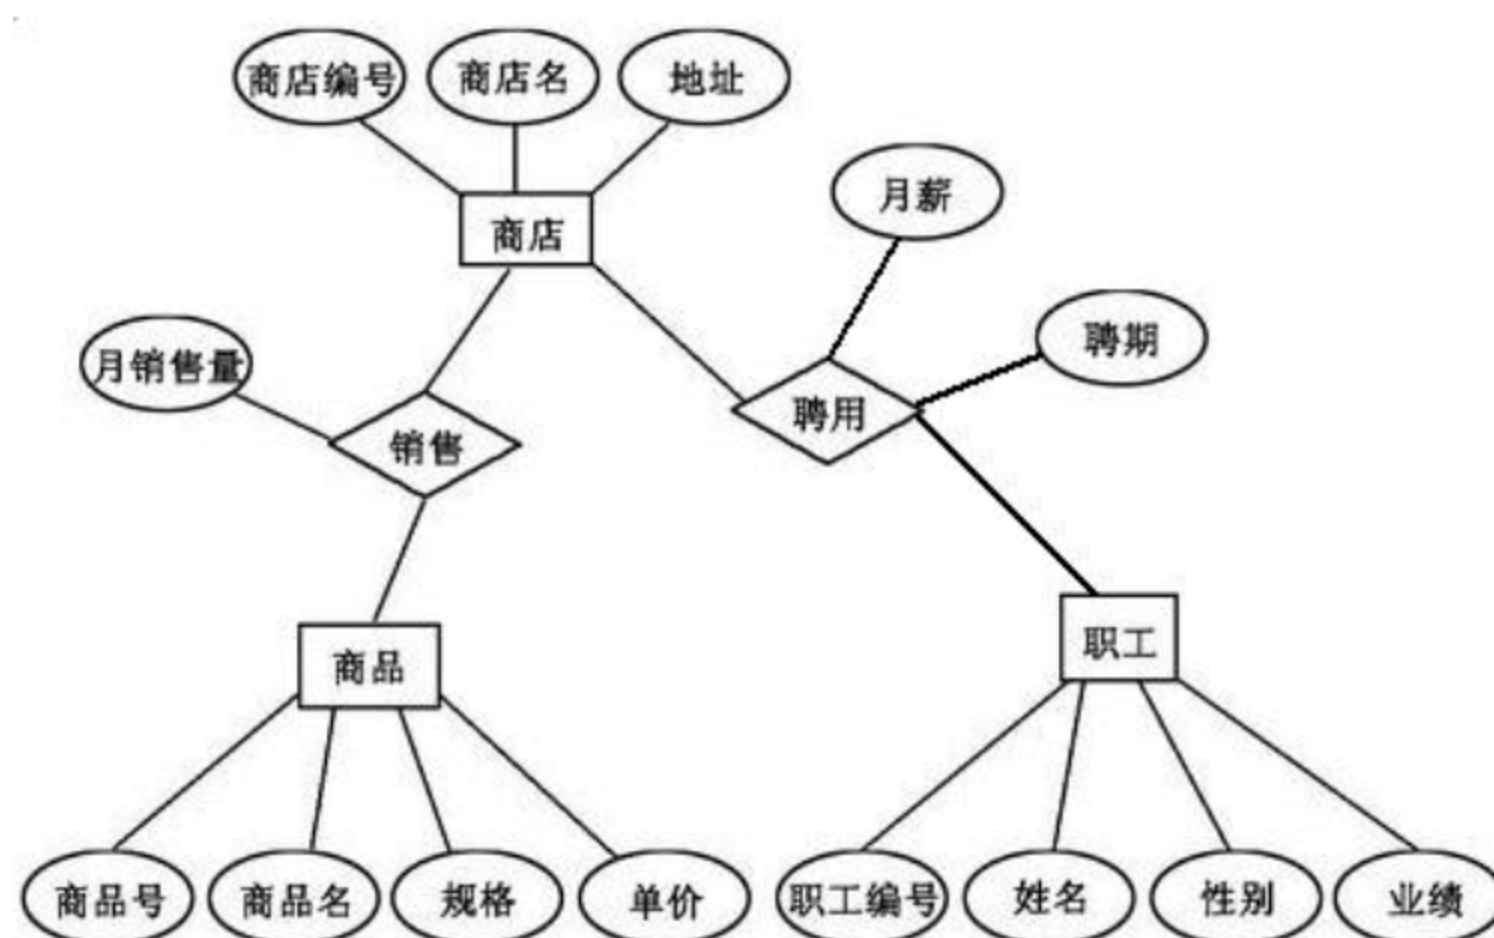 商店编号
商店名
地址
月薪
商店
聘期
月销售量
聘用
销售
职工
商品
商品号
商品名
规格
单价
职工编号
姓名
性别
业绩